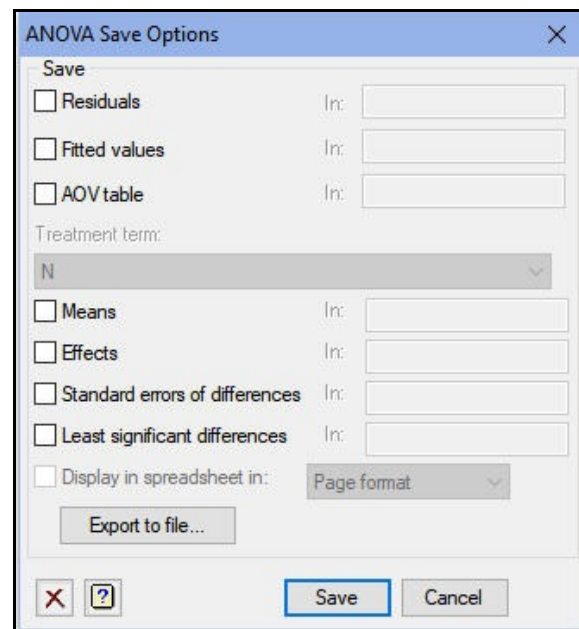 ANOVA Save Options
Save
Residuals In:
Fitted values In:
AOV table In:
Treatment term:
N
Means In:
Effects In:
Standard errors of differences In:
Least significant differences In:
Display in spreadsheet in: Page format
Export to file...
? Save Cancel